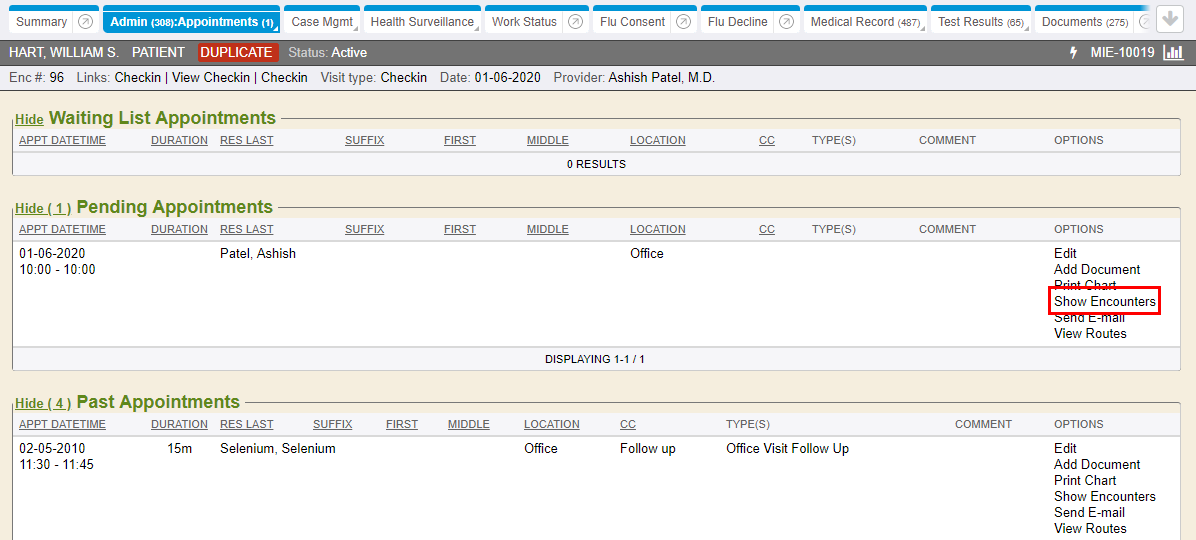 Summary Admin (308):Appointments (1) Case Mgmt Health Surveillance Work Status Flu Consent Flu Decline Medical Record (487) Test Results (65) Documents (275)
HART, WILLIAM S. PATIENT DUPLICATE Status: Active MIE-10019
Enc #: 96 Links: Checkin | View Checkin | Checkin Visit type: Checkin Date: 01-06-2020 Provider: Ashish Patel, M.D.
Hide Waiting List Appointments
APPT DATETIME DURATION RES LAST SUFFIX FIRST MIDDLE LOCATION CC TYPE(S) COMMENT OPTIONS
0 RESULTS
Hide ( 1 ) Pending Appointments
APPT DATETIME DURATION RES LAST SUFFIX FIRST MIDDLE LOCATION CC TYPE(S) COMMENT OPTIONS
01-06-2020 Patel, Ashish Office Edit
10:00 - 10:00 Add Document
Print Chart
Show Encounters
Send E-mail
View Routes
DISPLAYING 1-1 / 1
Hide ( 4 ) Past Appointments
APPT DATETIME DURATION RES LAST SUFFIX FIRST MIDDLE LOCATION CC TYPE(S) COMMENT OPTIONS
02-05-2010 15m Selenium, Selenium Office Follow up Office Visit Follow Up Edit
11:30 - 11:45 Add Document
Print Chart
Show Encounters
Send E-mail
View Routes